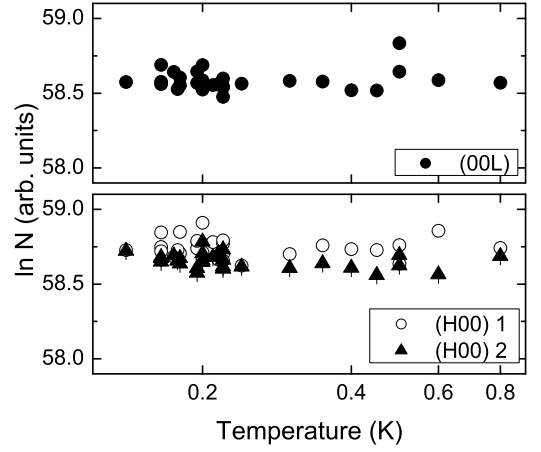 59.0
58.5
58.0
(00L)
ln N (arb. units)
59.0
58.5
58.0
(H00) 1
(H00) 2
0.2
0.4
0.6
0.8
Temperature (K)